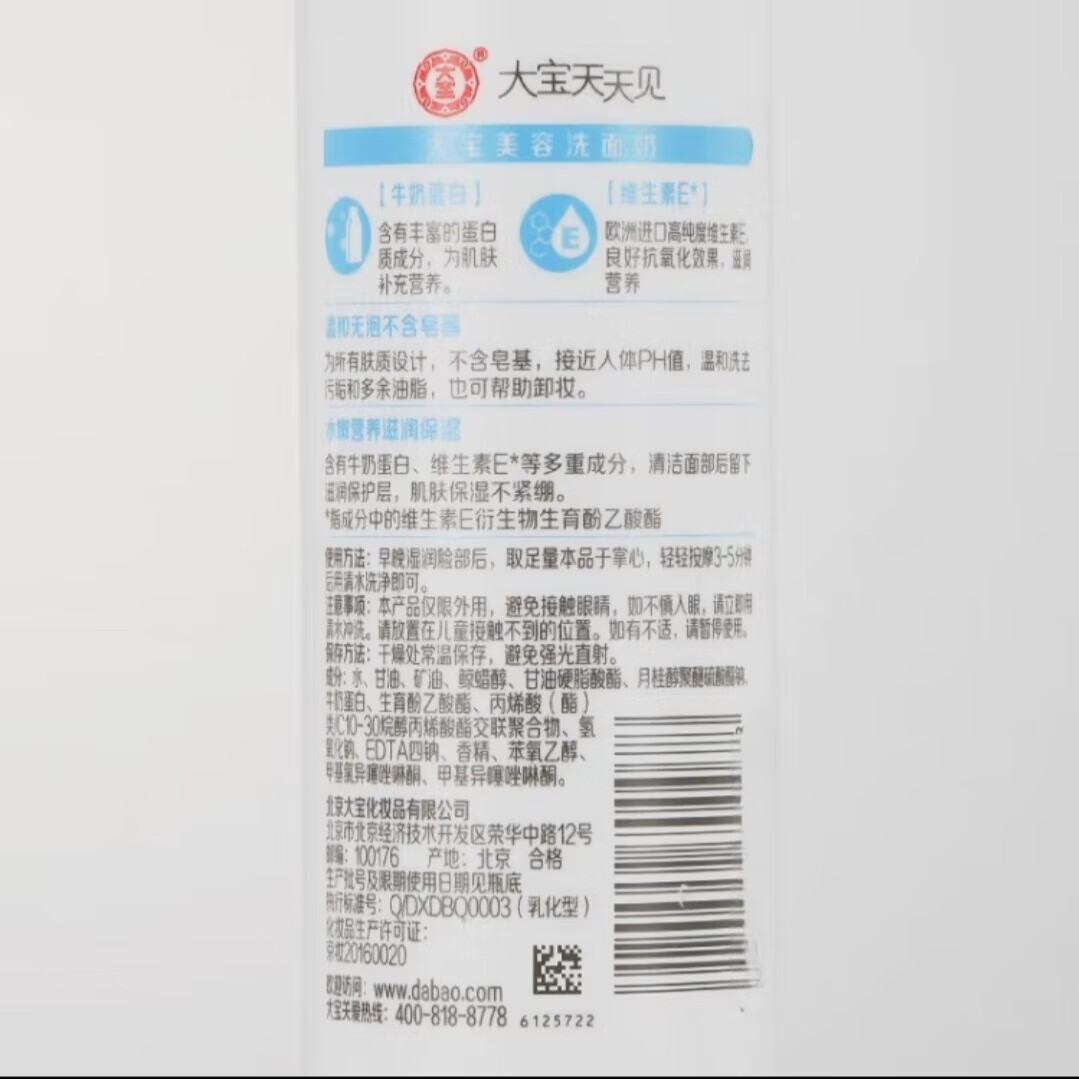 大宝
大宝天天见
大宝美容洗面奶
【牛奶蛋白】
含有丰富的蛋白
质成分，为肌肤
补充营养。
【维生素E*】
E
欧洲进口高纯度维生素E,
良好抗氧化效果，滋润
营养
温和无泡不含皂基
为所有肤质设计，不含皂基，接近人体PH值，温和洗去
污垢和多余油脂，也可帮助卸妆。
水嫩营养滋润保湿
含有牛奶蛋白、维生素E*等多重成分，清洁面部后留下
滋润保护层，肌肤保湿不紧绷。
*指成分中的维生素E衍生物生育酚乙酸酯
使用方法：早晚湿润脸部后，取足量本品于掌心，轻轻按摩3-5分钟
后用清水洗净即可。
注意事项：本产品仅限外用，避免接触眼睛，如不慎入眼，请立即用
清水冲洗。请放置在儿童接触不到的位置。如有不适，请暂停使用。
保存方法：干燥处常温保存，避免强光直射。
成分：水、甘油、矿油、鲸蜡醇、甘油硬脂酸酯、月桂醇聚醚硫酸酯钠、
牛奶蛋白、生育酚乙酸酯、丙烯酸（酯）
类/C10-30烷醇丙烯酸酯交联聚合物、氢
氧化钠、EDTA四钠、香精、苯氧乙醇、
甲基氯异噻唑啉酮、甲基异噻唑啉酮。
北京大宝化妆品有限公司
北京市北京经济技术开发区荣华中路12号
邮编：100176 产地：北京 合格
生产批号及限期使用日期见瓶底
执行标准号：Q/DXDBQ0003（乳化型）
化妆品生产许可证：
京妆20160020
欢迎访问：www.dabao.com
大宝关爱热线：400-818-8778 6125722